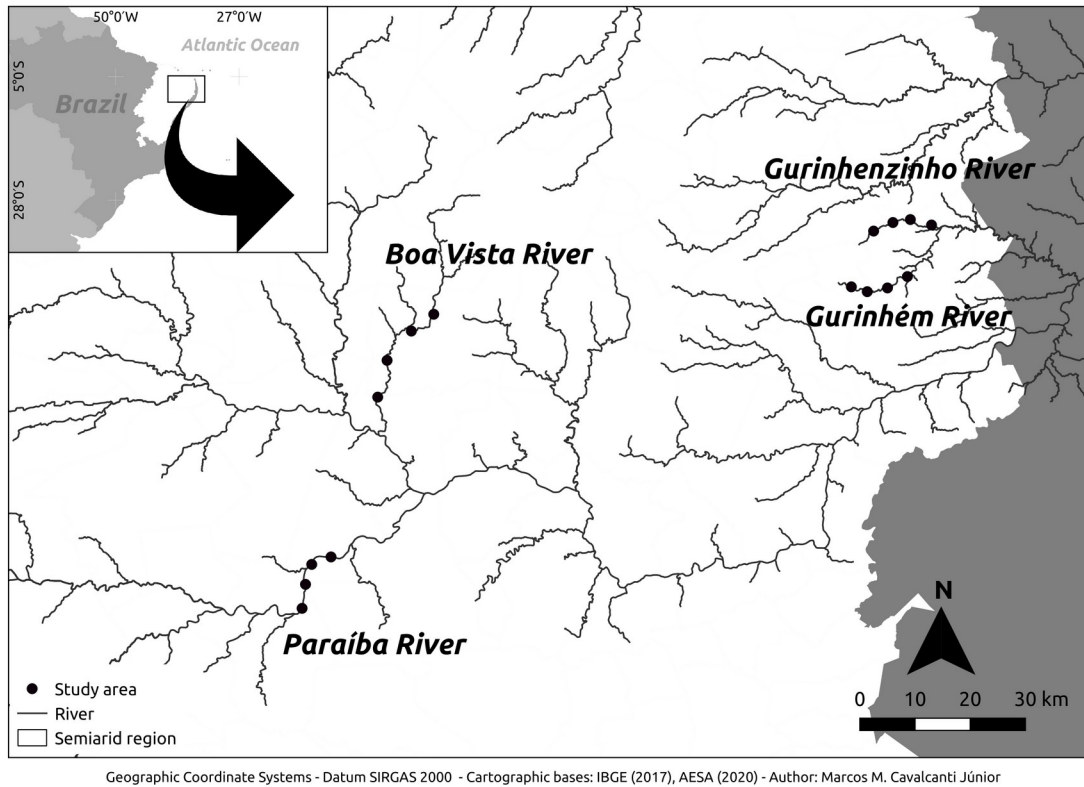 50°0'W
27°0'W
Atlantic Ocean
5°0'S
Brazil
28°0'S
Gurinhenzinho River
Boa Vista River
Gurinhém River
Paraíba River
N
Study area
River
Semiarid region
0 10 20 30 km
Geographic Coordinate Systems - Datum SIRGAS 2000 - Cartographic bases: IBGE (2017), AESA (2020) - Author: Marcos M. Cavalcanti Júnior